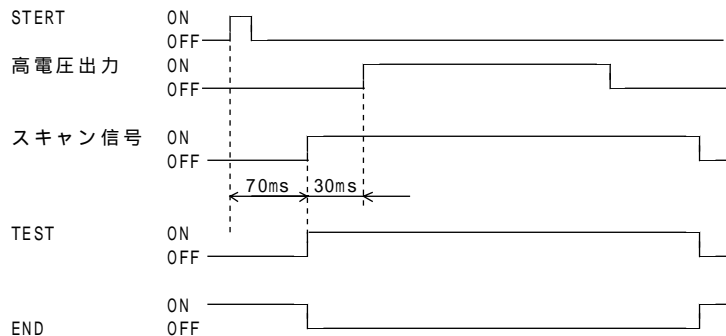 STERT ON
OFF
高電圧出力 ON
OFF
スキャン信号 ON
OFF
70ms 30ms
TEST ON
OFF
ON
END OFF